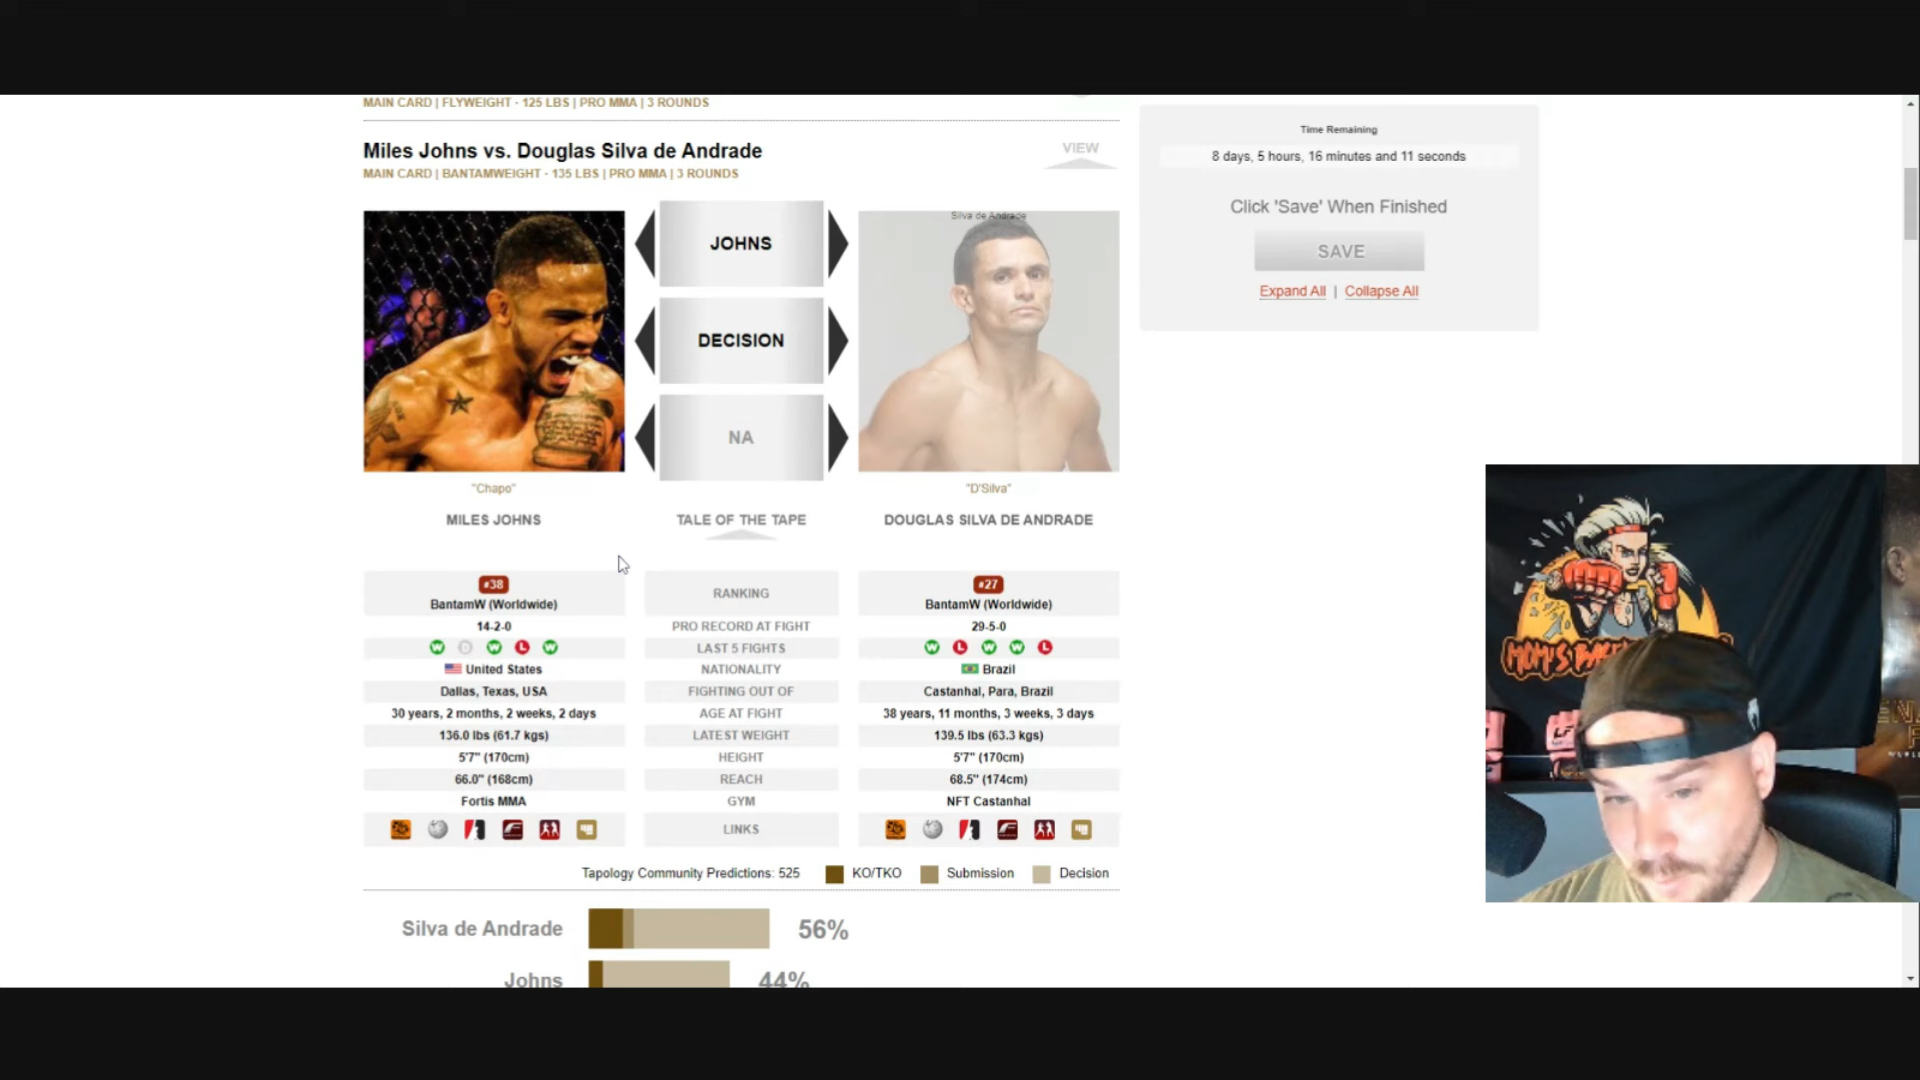 MAIN CARD | FLYWEIGHT · 125 LBS | PRO MMA | 3 ROUNDS
Miles Johns vs. Douglas Silva de Andrade
VIEW
MAIN CARD | BANTAMWEIGHT · 135 LBS | PRO MMA | 3 ROUNDS
Time Remaining
8 days, 5 hours, 16 minutes and 11 seconds
Click 'Save' When Finished
SAVE
Expand All | Collapse All
JOHNS
DECISION
NA
Silva de Andrade
"Chapo"
"D'Silva"
MILES JOHNS
TALE OF THE TAPE
DOUGLAS SILVA DE ANDRADE
#38
BantamW (Worldwide)
RANKING
#27
BantamW (Worldwide)
14-2-0
PRO RECORD AT FIGHT
29-5-0
W D W L W
LAST 5 FIGHTS
W L W W L
United States
NATIONALITY
Brazil
Dallas, Texas, USA
FIGHTING OUT OF
Castanhal, Para, Brazil
30 years, 2 months, 2 weeks, 2 days
AGE AT FIGHT
38 years, 11 months, 3 weeks, 3 days
136.0 lbs (61.7 kgs)
LATEST WEIGHT
139.5 lbs (63.3 kgs)
5'7" (170cm)
HEIGHT
5'7" (170cm)
66.0" (168cm)
REACH
68.5" (174cm)
Fortis MMA
GYM
NFT Castanhal
LINKS
Tapology Community Predictions: 525
KO/TKO
Submission
Decision
Silva de Andrade
56%
Johns
44%
MOM'S